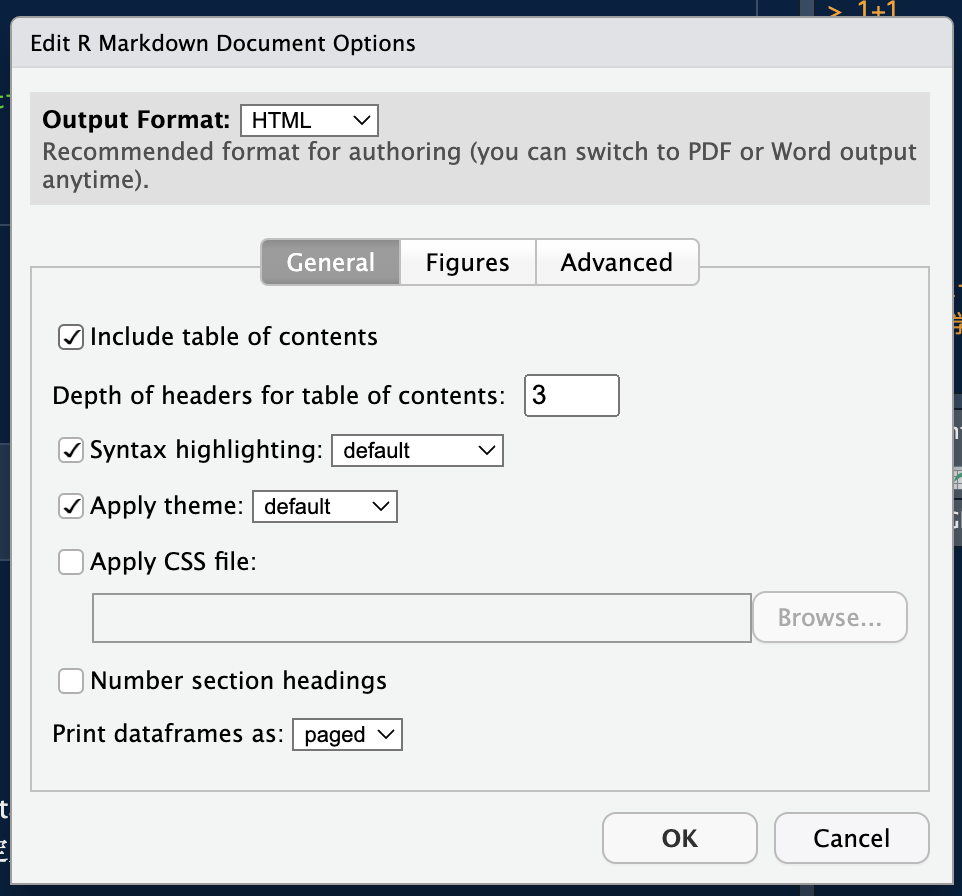 > 1+1
Edit R Markdown Document Options
Output Format: HTML
Recommended format for authoring (you can switch to PDF or Word output
anytime).
General Figures Advanced
Include table of contents
Depth of headers for table of contents: 3
Syntax highlighting: default
Apply theme: default
Apply CSS file:
Browse...
Number section headings
Print dataframes as: paged
OK Cancel